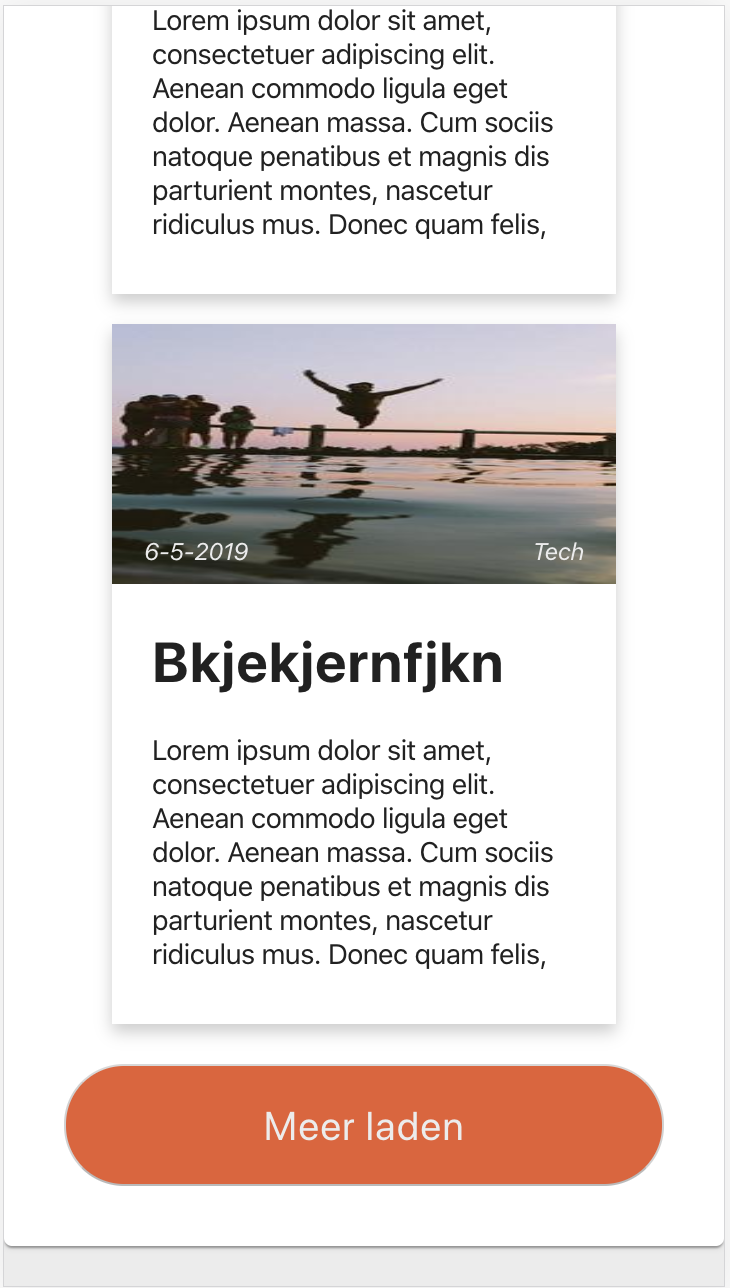 Lorem ipsum dolor sit amet,
consectetuer adipiscing elit.
Aenean commodo ligula eget
dolor. Aenean massa. Cum sociis
natoque penatibus et magnis dis
parturient montes, nascetur
ridiculus mus. Donec quam felis,
6-5-2019 Tech
Bkjekjernfjkn
Lorem ipsum dolor sit amet,
consectetuer adipiscing elit.
Aenean commodo ligula eget
dolor. Aenean massa. Cum sociis
natoque penatibus et magnis dis
parturient montes, nascetur
ridiculus mus. Donec quam felis,
Meer laden